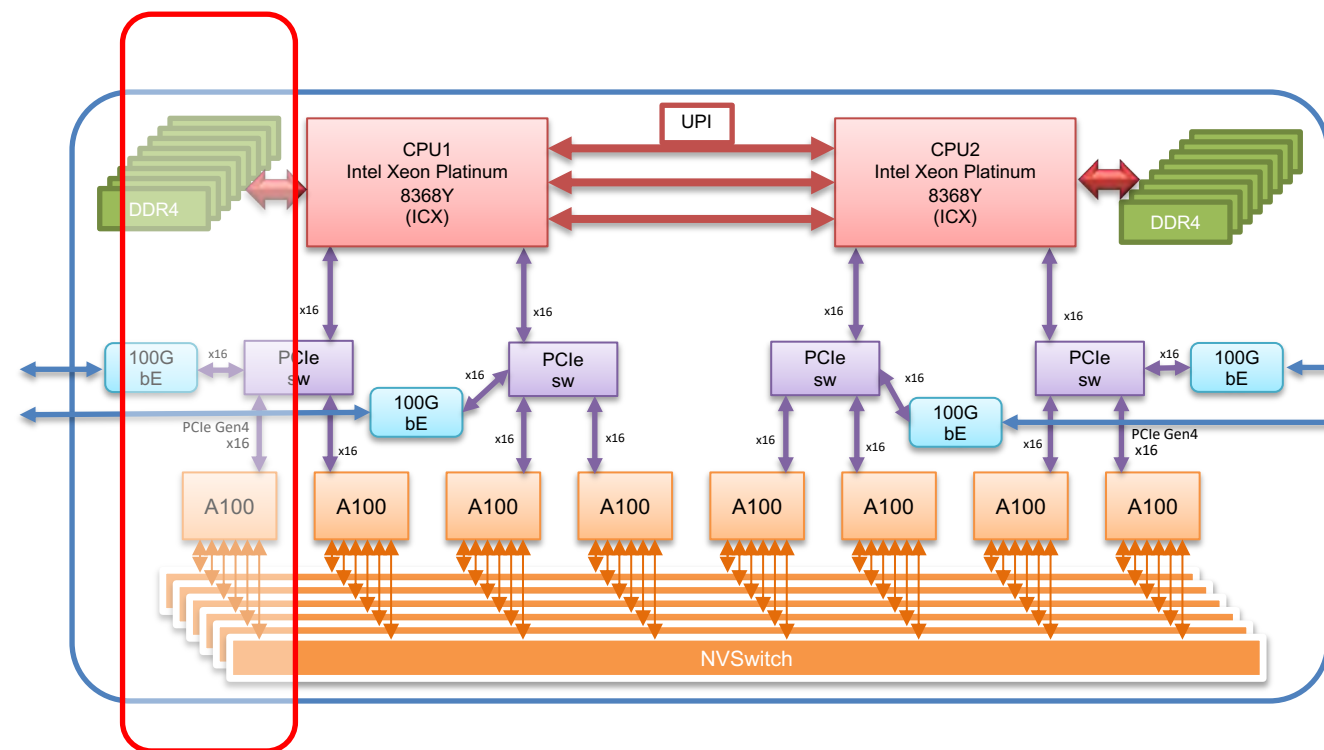 UPI
CPU1
Intel Xeon Platinum
8368Y
(ICX)
CPU2
Intel Xeon Platinum
8368Y
(ICX)
DDR4
DDR4
x16
x16
x16
x16
100G
bE
x16
PCIe
sw
PCIe
sw
x16
PCIe
sw
x16
PCIe
sw
x16
100G
bE
100G
bE
100G
bE
PCIe Gen4
x16
x16
x16
x16
x16
x16
x16
PCIe Gen4
x16
A100
A100
A100
A100
A100
A100
A100
A100
NVSwitch